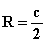 R = c/2